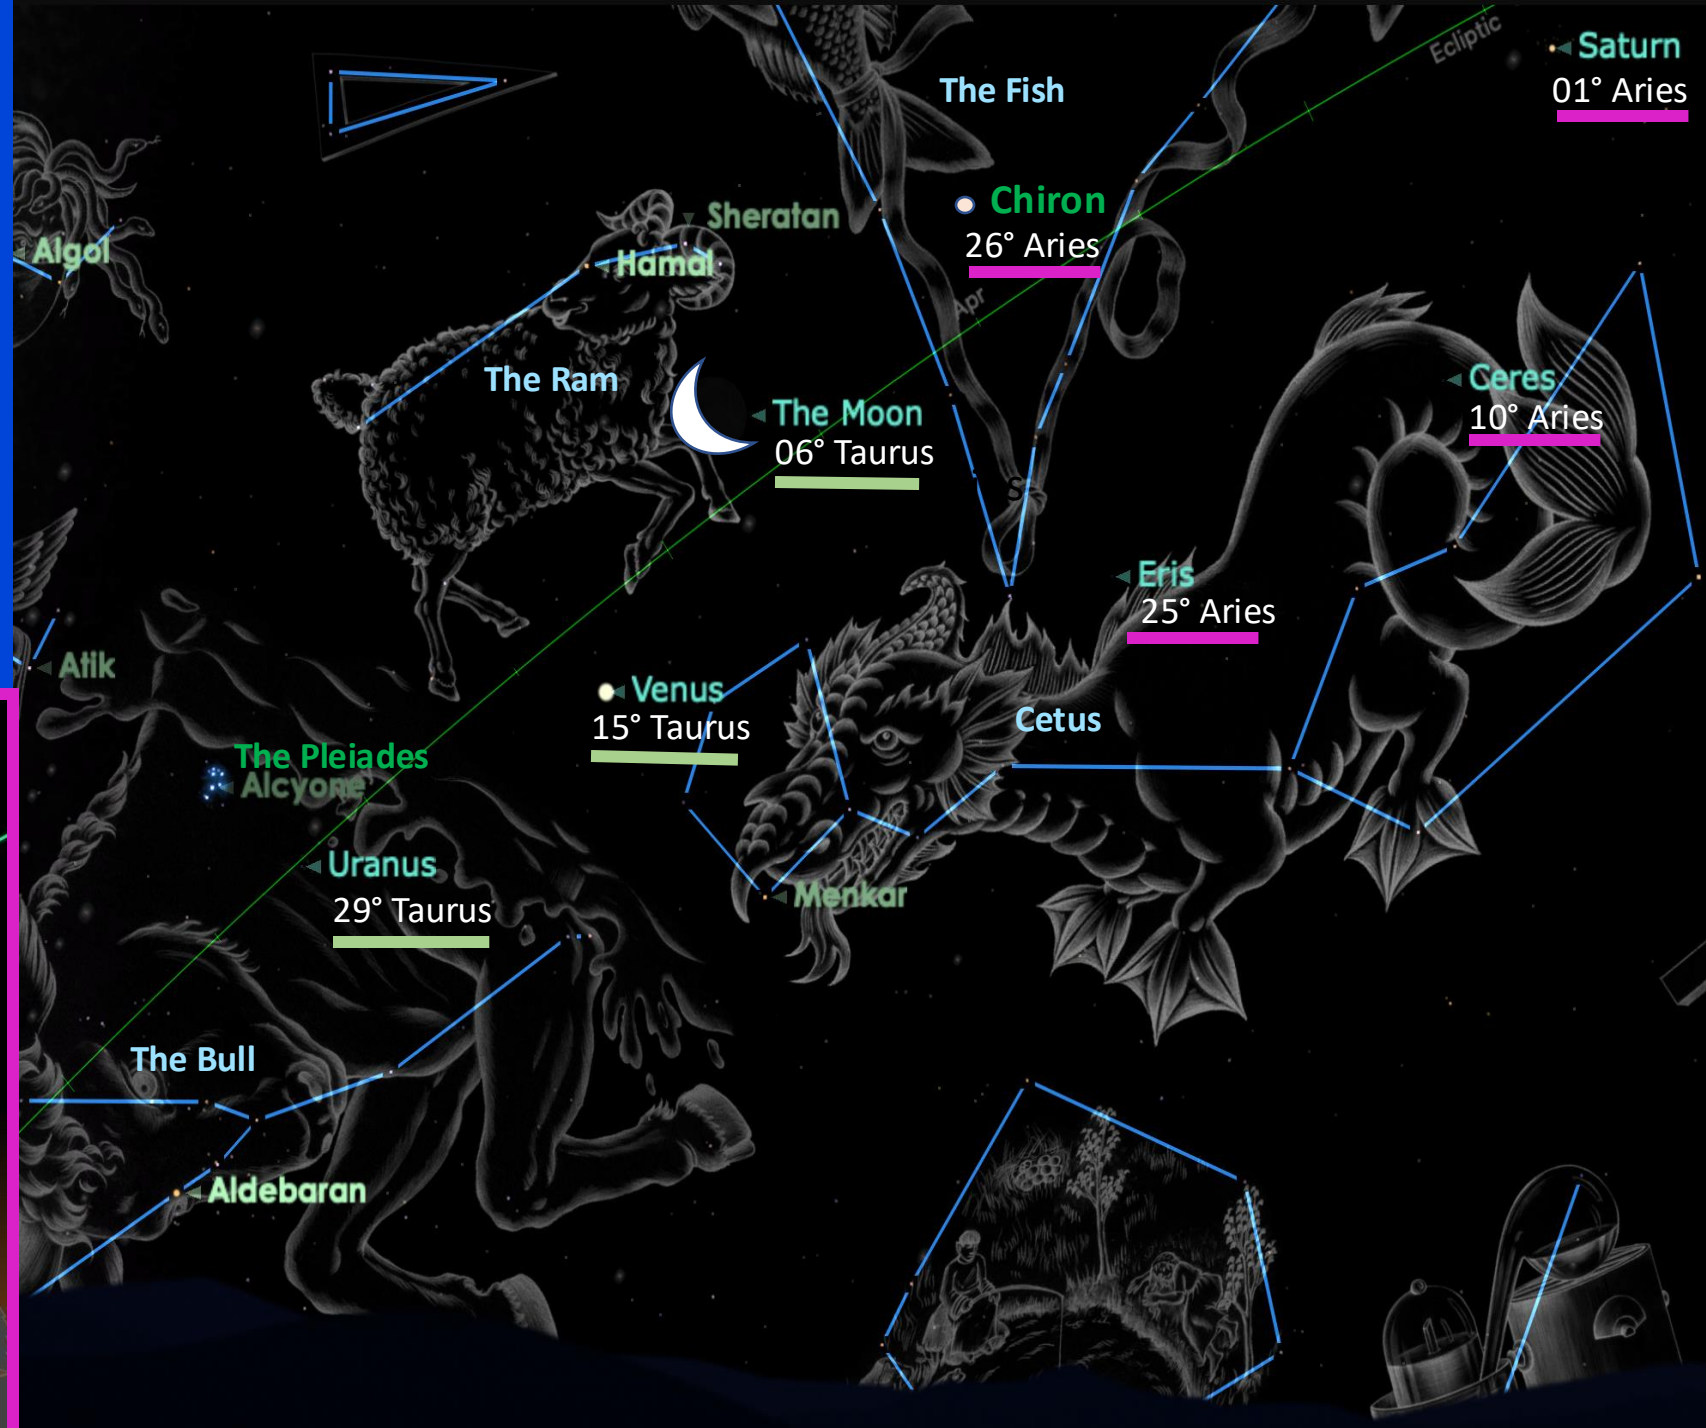 Ecliptic
Saturn
01° Aries
The Fish
Chiron
26° Aries
Sheratan
Algol
Hamal
Apr
The Ram
Ceres
10° Aries
The Moon
06° Taurus
S
Eris
25° Aries
Atik
Venus
15° Taurus
Cetus
The Pleiades
Alcyone
Uranus
29° Taurus
Menkar
The Bull
Aldebaran